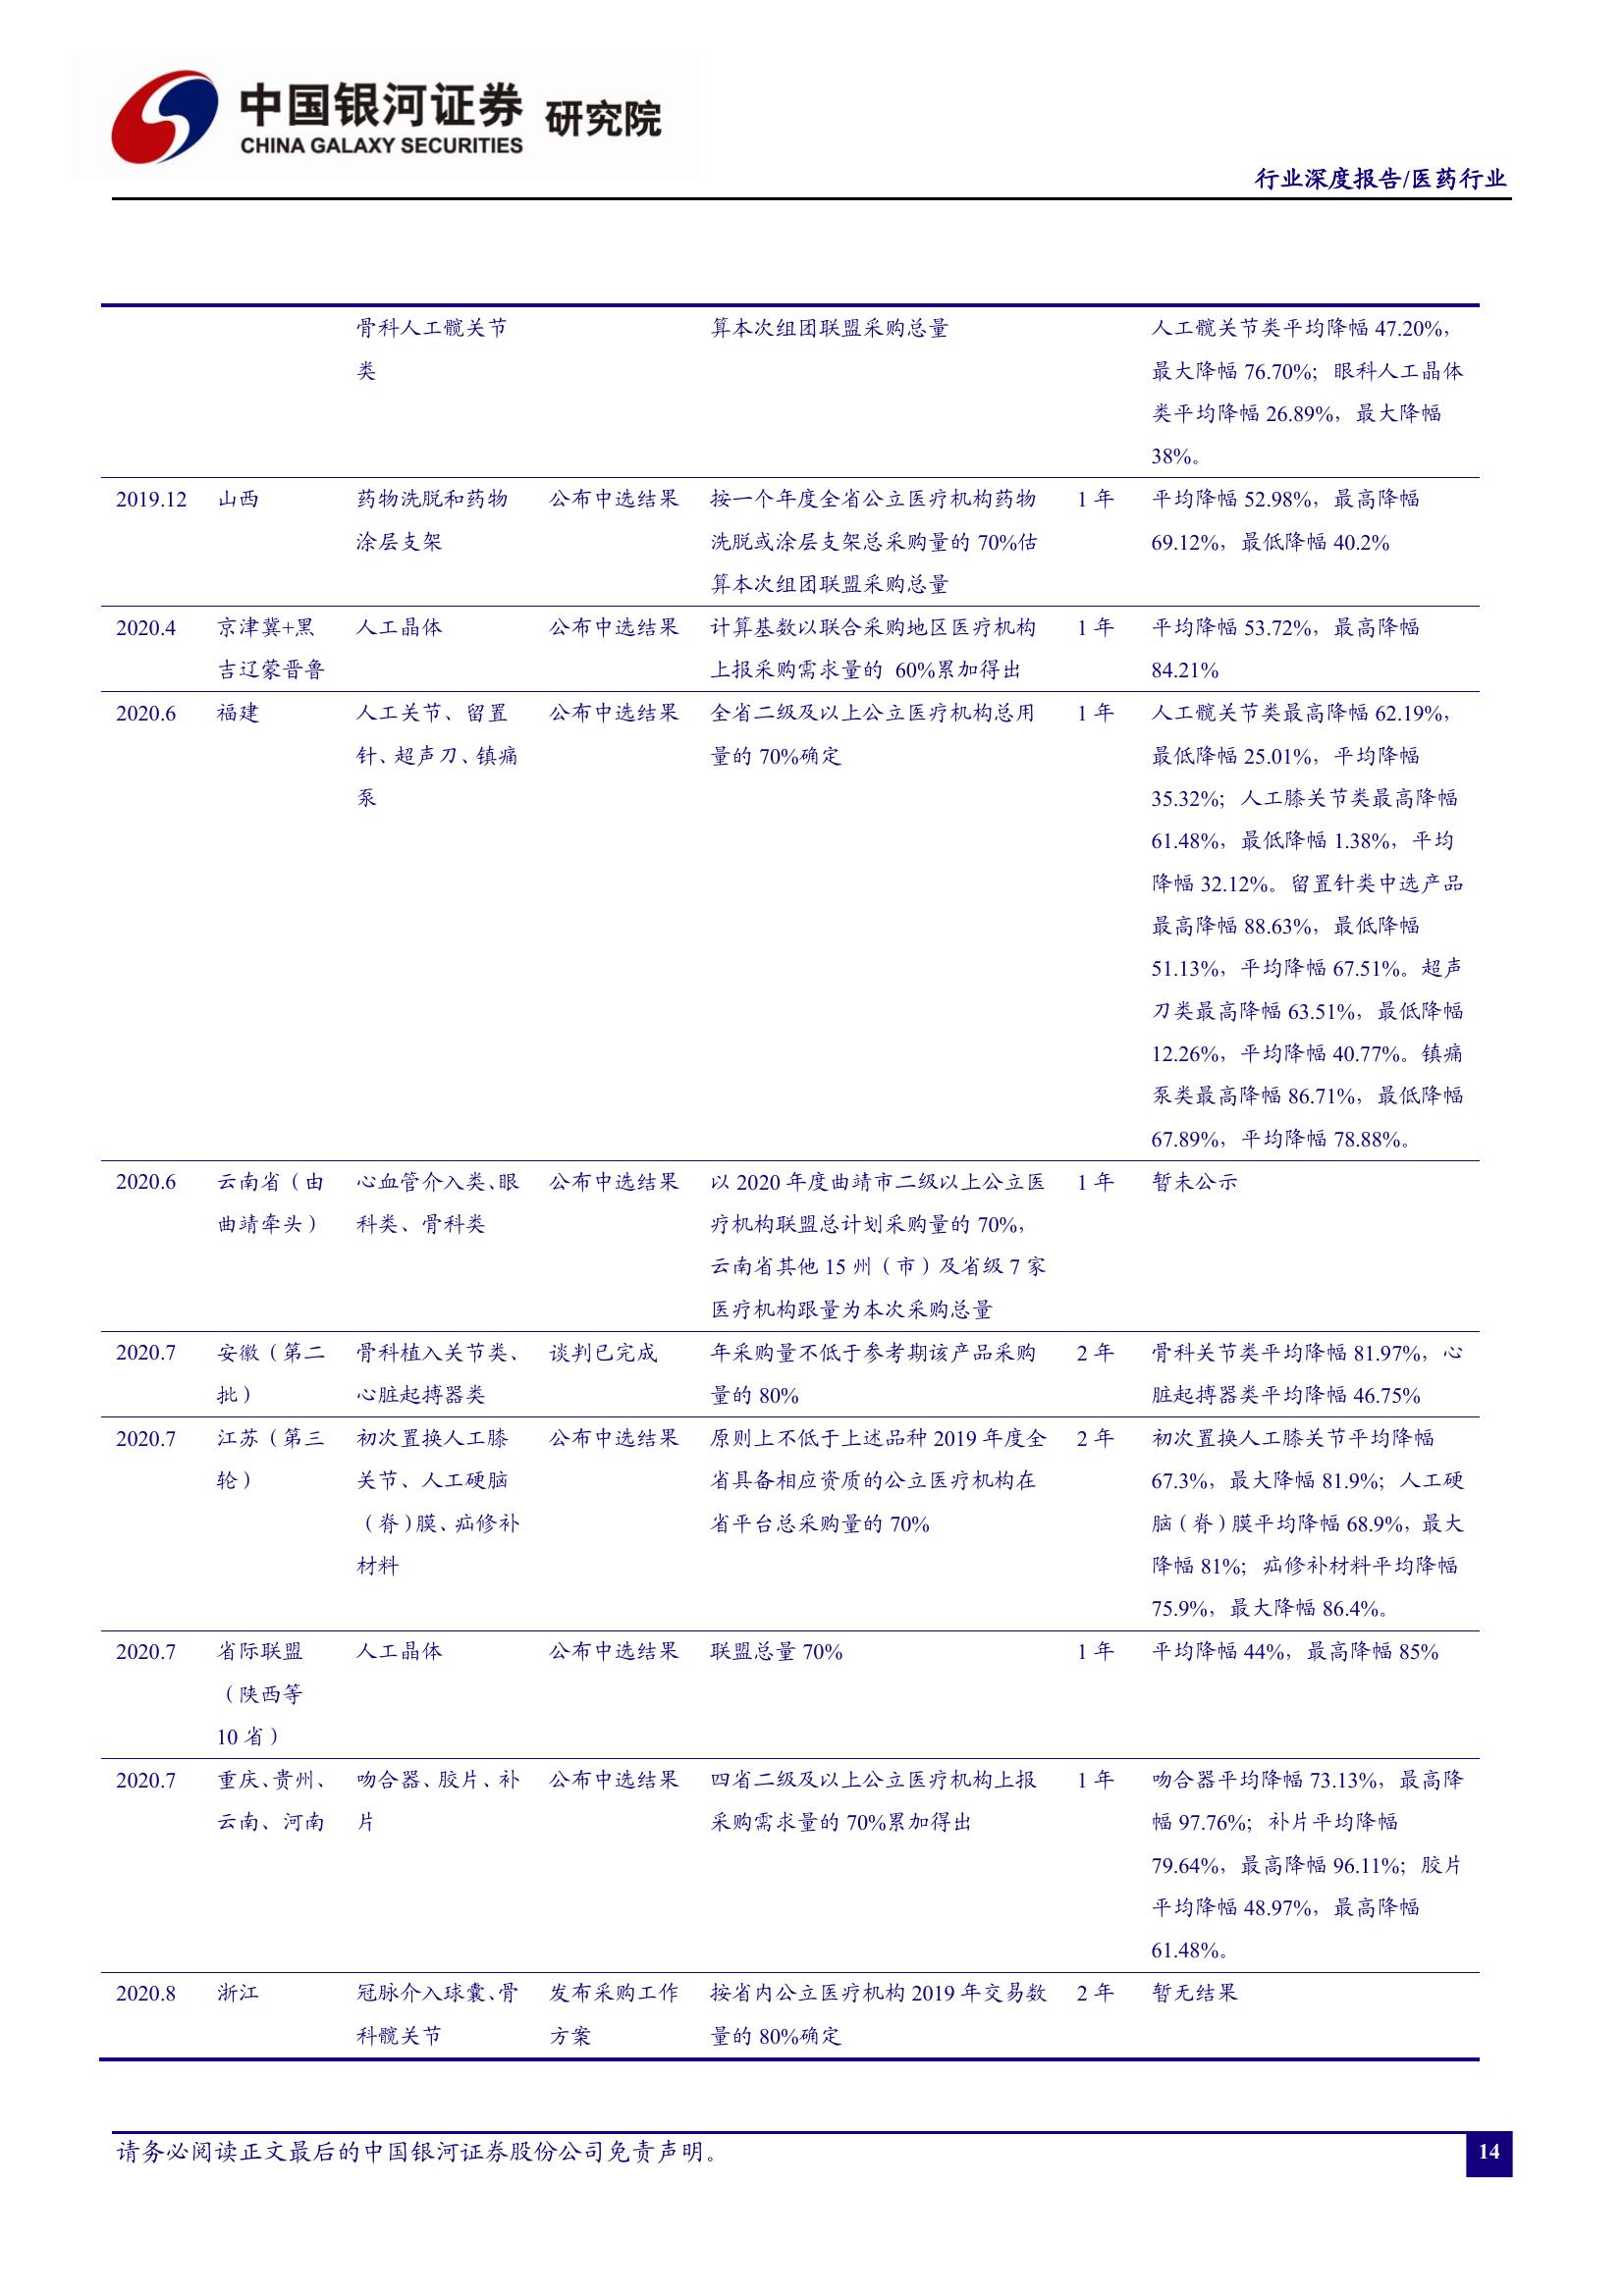 中国银河证券 研究院
CHINA GALAXY SECURITIES
行业深度报告/医药行业
骨科人工髋关节
类
算本次组团联盟采购总量
人工髋关节类平均降幅 47.20%，
最大降幅 76.70%；眼科人工晶体
类平均降幅 26.89%，最大降幅
38%。
2019.12
山西
药物洗脱和药物
涂层支架
公布中选结果
按一个年度全省公立医疗机构药物
洗脱或涂层支架总采购量的 70%估
算本次组团联盟采购总量
1 年
平均降幅 52.98%，最高降幅
69.12%，最低降幅 40.2%
2020.4
京津冀+黑
吉辽蒙晋鲁
人工晶体
公布中选结果
计算基数以联合采购地区医疗机构
上报采购需求量的 60%累加得出
1 年
平均降幅 53.72%，最高降幅
84.21%
2020.6
福建
人工关节、留置
针、超声刀、镇痛
泵
公布中选结果
全省二级及以上公立医疗机构总用
量的 70%确定
1 年
人工髋关节类最高降幅 62.19%，
最低降幅 25.01%，平均降幅
35.32%；人工膝关节类最高降幅
61.48%，最低降幅 1.38%，平均
降幅 32.12%。留置针类中选产品
最高降幅 88.63%，最低降幅
51.13%，平均降幅 67.51%。超声
刀类最高降幅 63.51%，最低降幅
12.26%，平均降幅 40.77%。镇痛
泵类最高降幅 86.71%，最低降幅
67.89%，平均降幅 78.88%。
2020.6
云南省（由
曲靖牵头）
心血管介入类、眼
科类、骨科类
公布中选结果
以 2020 年度曲靖市二级以上公立医
疗机构联盟总计划采购量的 70%，
云南省其他 15 州（市）及省级 7 家
医疗机构跟量为本次采购总量
1 年
暂未公示
2020.7
安徽（第二
批）
骨科植入关节类、
心脏起搏器类
谈判已完成
年采购量不低于参考期该产品采购
量的 80%
2 年
骨科关节类平均降幅 81.97%，心
脏起搏器类平均降幅 46.75%
2020.7
江苏（第三
轮）
初次置换人工膝
关节、人工硬脑
（脊）膜、疝修补
材料
公布中选结果
原则上不低于上述品种 2019 年度全
省具备相应资质的公立医疗机构在
省平台总采购量的 70%
2 年
初次置换人工膝关节平均降幅
67.3%，最大降幅 81.9%；人工硬
脑（脊）膜平均降幅 68.9%，最大
降幅 81%；疝修补材料平均降幅
75.9%，最大降幅 86.4%。
2020.7
省际联盟
（陕西等
10 省）
人工晶体
公布中选结果
联盟总量 70%
1 年
平均降幅 44%，最高降幅 85%
2020.7
重庆、贵州、
云南、河南
吻合器、胶片、补
片
公布中选结果
四省二级及以上公立医疗机构上报
采购需求量的 70%累加得出
1 年
吻合器平均降幅 73.13%，最高降
幅 97.76%；补片平均降幅
79.64%，最高降幅 96.11%；胶片
平均降幅 48.97%，最高降幅
61.48%。
2020.8
浙江
冠脉介入球囊、骨
科髋关节
发布采购工作
方案
按省内公立医疗机构 2019 年交易数
量的 80%确定
2 年
暂无结果
请务必阅读正文最后的中国银河证券股份公司免责声明。
14